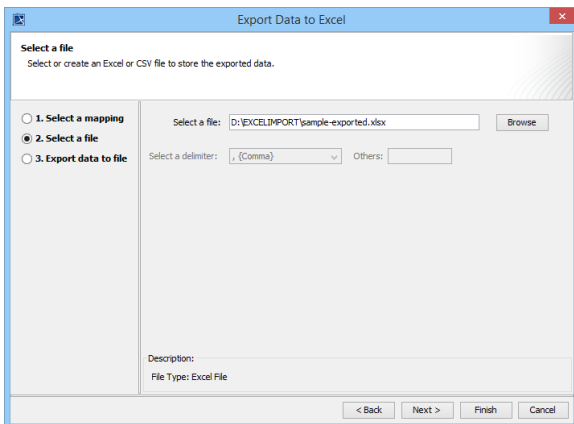 Export Data to Excel
Select a file
Select or create an Excel or CSV file to store the exported data.
1. Select a mapping
2. Select a file
3. Export data to file
Select a file: D:\EXCELIMPORT\sample-exported.xlsx Browse
Select a delimiter: , {Comma} Others:
Description:
File Type: Excel File
< Back Next > Finish Cancel